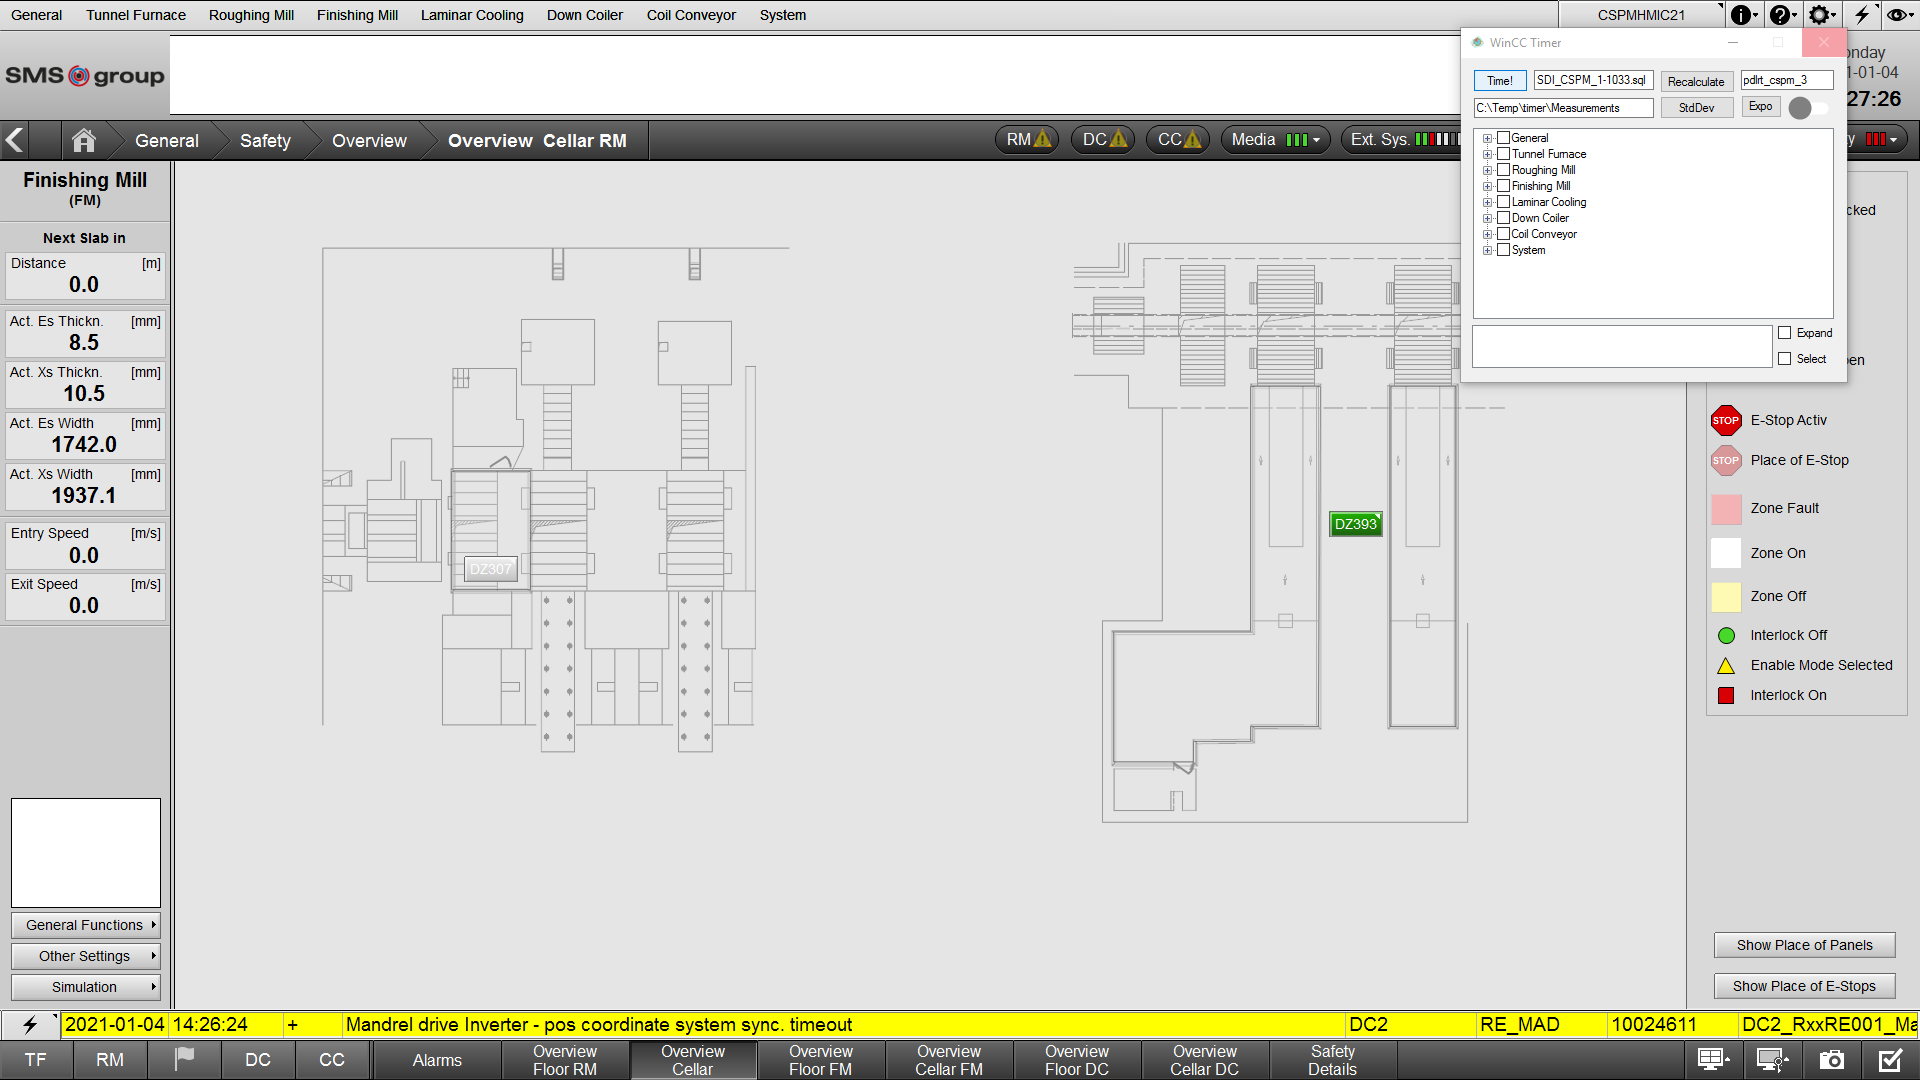 General Tunnel Furnace Roughing Mill Finishing Mill Laminar Cooling Down Coiler Coil Conveyor System CSPMHMIC21
SMS group
WinCC Timer
Time! SDI_CSPM_1-1033.sql Recalculate pdlrt_cspm_3
C:\Temp\timer\Measurements StdDev Expo
General
Tunnel Furnace
Roughing Mill
Finishing Mill
Laminar Cooling
Down Coiler
Coil Conveyor
System
Expand
Select
nday
1-01-04
27:26
General Safety Overview Overview Cellar RM RM DC CC Media Ext. Sys. y
Finishing Mill
(FM)
Next Slab in
Distance [m]
0.0
Act. Es Thickn. [mm]
8.5
Act. Xs Thickn. [mm]
10.5
Act. Es Width [mm]
1742.0
Act. Xs Width [mm]
1937.1
Entry Speed [m/s]
0.0
Exit Speed [m/s]
0.0
General Functions
Other Settings
Simulation
DZ307
DZ393
cked
en
STOP E-Stop Activ
STOP Place of E-Stop
Zone Fault
Zone On
Zone Off
Interlock Off
Enable Mode Selected
Interlock On
Show Place of Panels
Show Place of E-Stops
2021-01-04 14:26:24 + Mandrel drive Inverter - pos coordinate system sync. timeout DC2 RE_MAD 10024611 DC2_RxxRE001_Ma
TF RM DC CC Alarms
Overview Floor RM
Overview Cellar
Overview Floor FM
Overview Cellar FM
Overview Floor DC
Overview Cellar DC
Safety Details